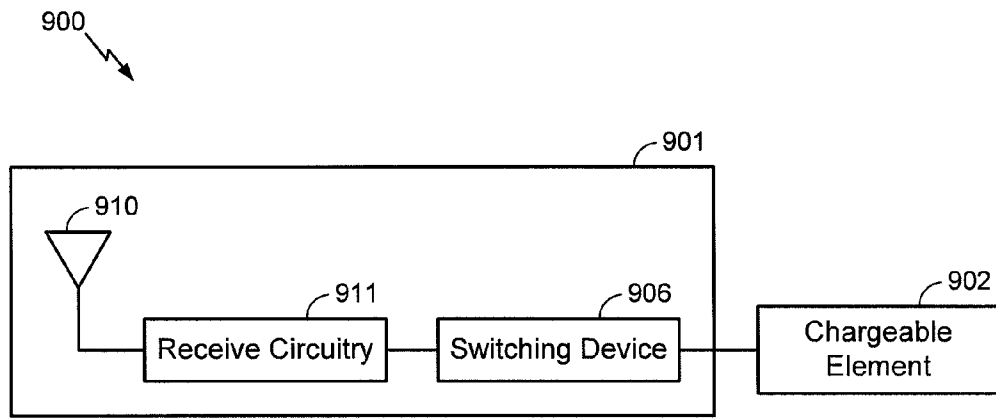 900
901
910
911
906
902
Receive Circuitry
Switching Device
Chargeable
Element